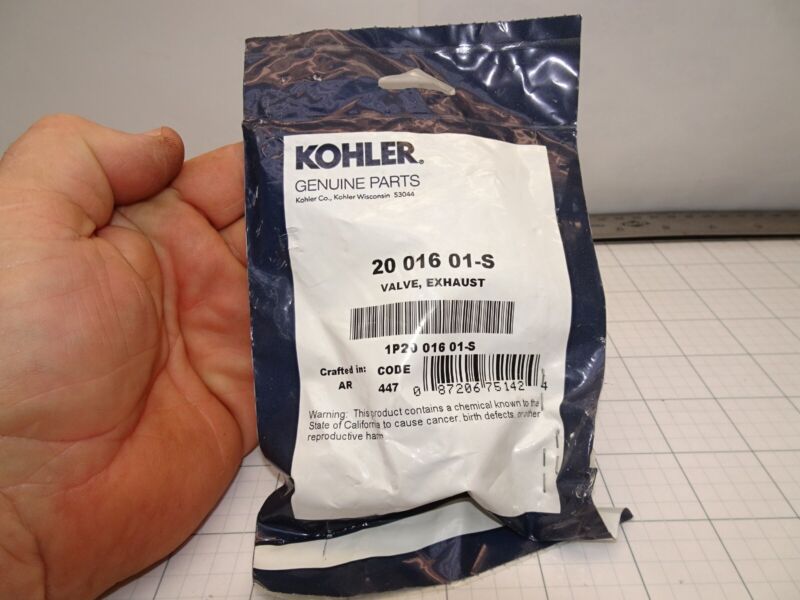 KOHLER®
GENUINE PARTS
Kohler Co., Kohler Wisconsin 53044
20 016 01-S
VALVE, EXHAUST
1P20 016 01-S
Crafted in: CODE
AR 447
0 87206 75142 4
Warning: This product contains a chemical known to the
State of California to cause cancer, birth defects, or other
reproductive harm